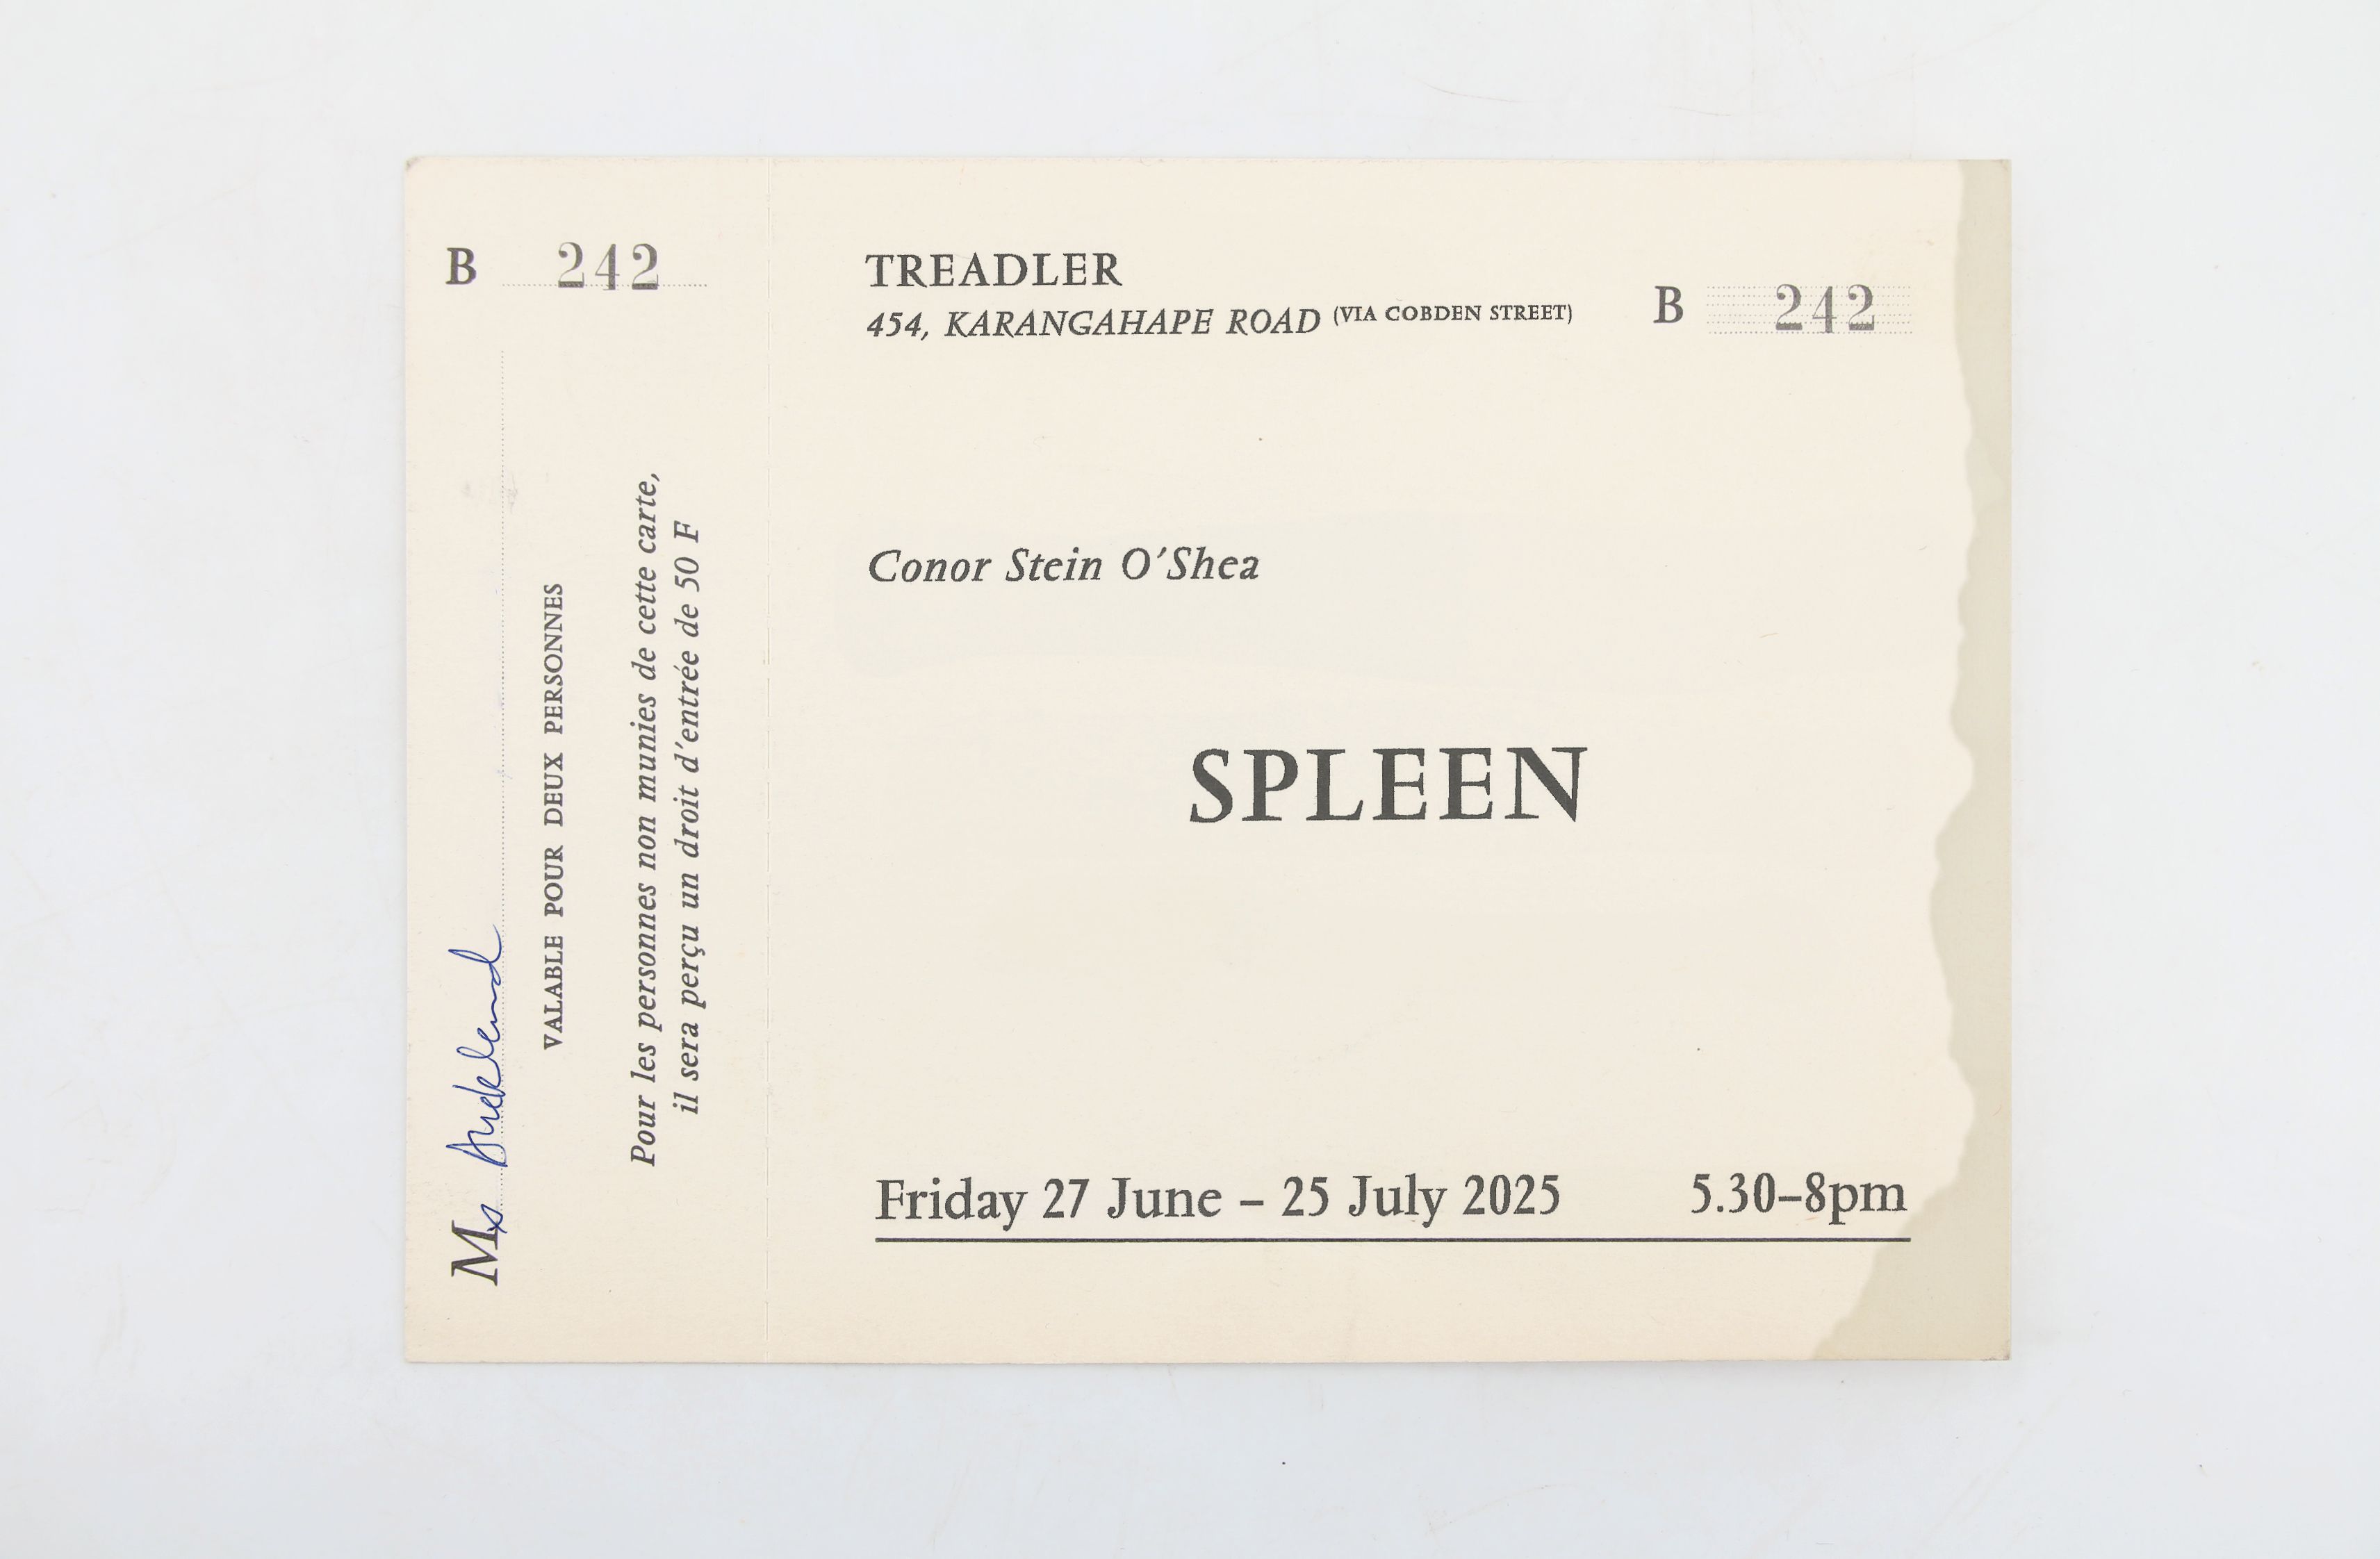 B 242
Mx Auckland
VALABLE POUR DEUX PERSONNES
Pour les personnes non munies de cette carte,
il sera perçu un droit d'entrée de 50 F
TREADLER
454, KARANGAHAPE ROAD (VIA COBDEN STREET)
B 242
Conor Stein O'Shea
SPLEEN
Friday 27 June – 25 July 2025 5.30–8pm